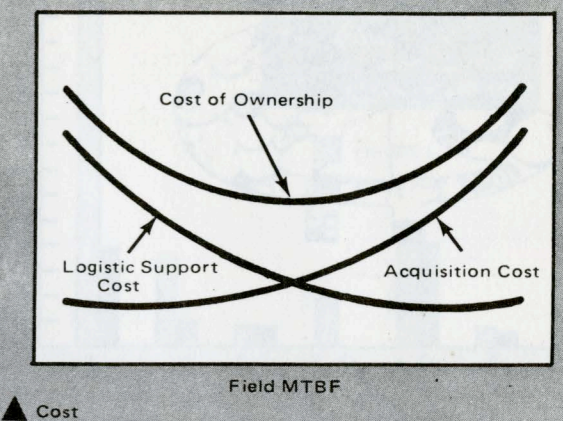 Cost of Ownership
Logistic Support
Cost
Acquisition Cost
Field MTBF
Cost